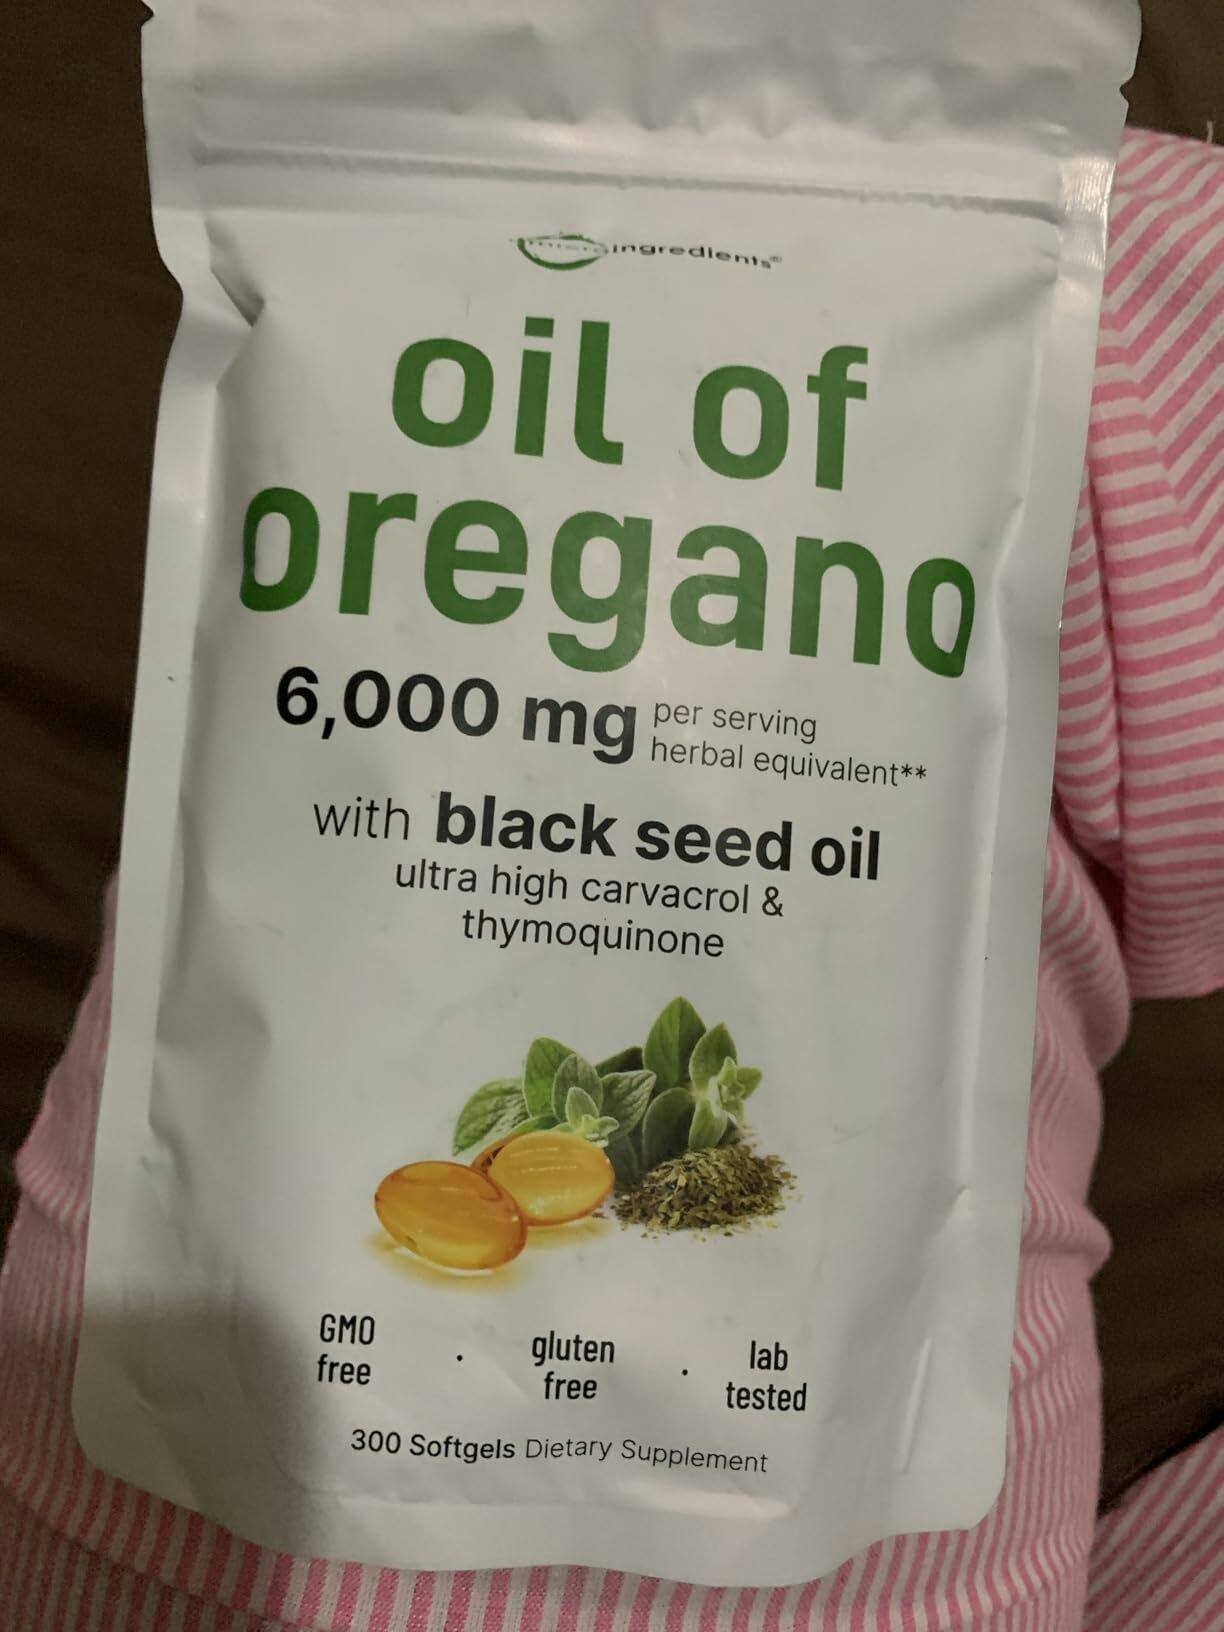 microingredients®
oil of
oregano
6,000 mg per serving
herbal equivalent**
with black seed oil
ultra high carvacrol &
thymoquinone
GMO
free
·
gluten
free
·
lab
tested
300 Softgels Dietary Supplement